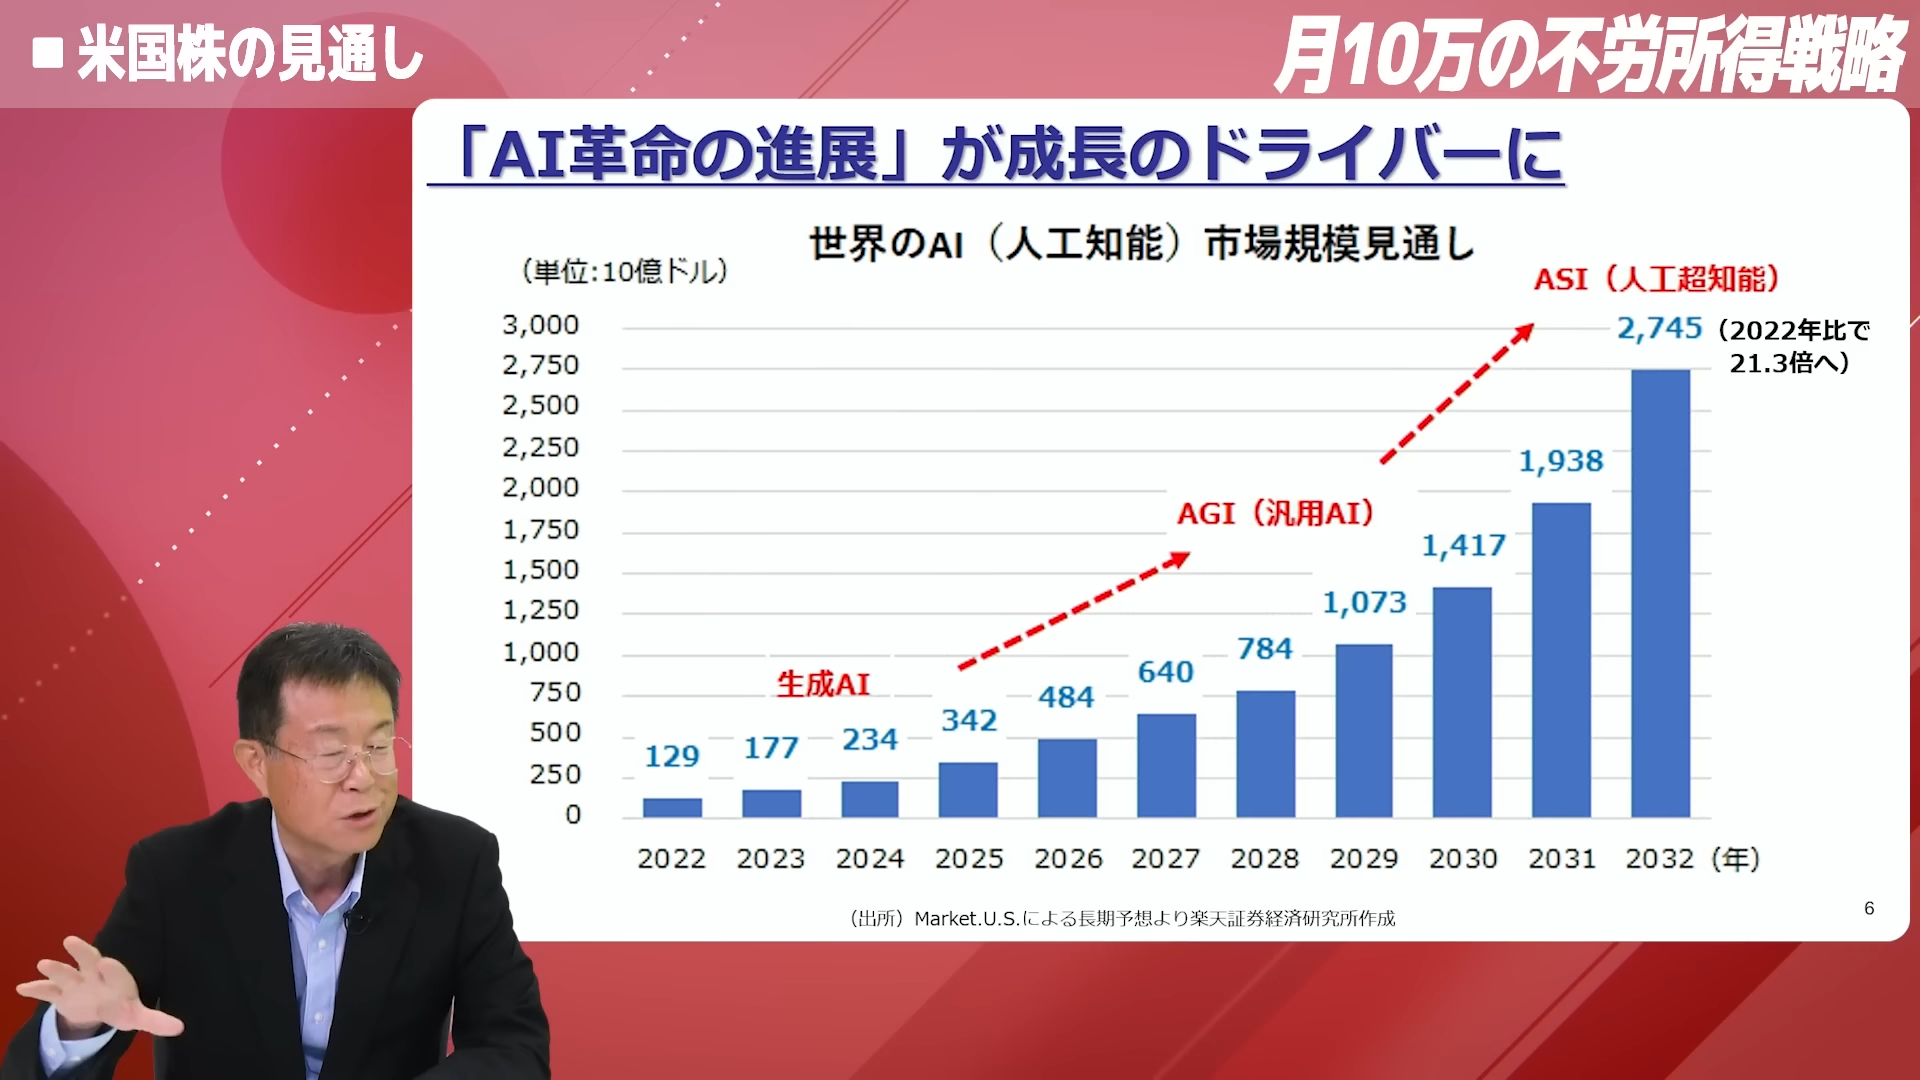 ■米国株の見通し
月10万の不労所得戦略
「AI革命の進展」が成長のドライバーに
世界のAI（人工知能）市場規模見通し
（単位:10億ドル）
ASI（人工超知能）
3,000
2,745
（2022年比で
21.3倍へ）
2,750
2,500
2,250
1,938
2,000
AGI（汎用AI）
1,750
1,417
1,500
1,250
1,073
1,000
784
生成AI
640
750
484
500
342
234
177
129
250
0
2022 2023 2024 2025 2026 2027 2028 2029 2030 2031 2032（年）
（出所）Market.U.S.による長期予想より楽天証券経済研究所作成
6